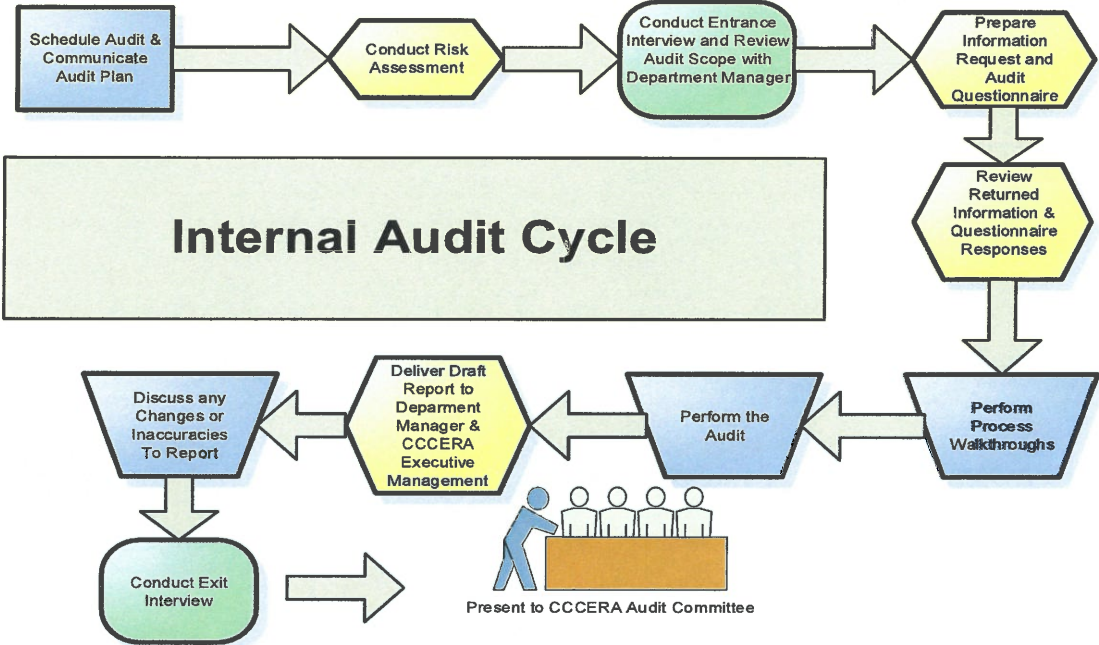 Schedule Audit &
Communicate
Audit Plan
Conduct Risk
Assessment
Conduct Entrance
Interview and Review
Audit Scope with
Department Manager
Prepare
Information
Request and
Audit
Questionnaire
Review
Returned
Information &
Questionnaire
Responses
Internal Audit Cycle
Perform
Process
Walkthroughs
Perform the
Audit
Deliver Draft
Report to
Deparment
Manager &
CCCERA
Executive
Management
Discuss any
Changes or
Inaccuracies
To Report
Conduct Exit
Interview
Present to CCCERA Audit Committee